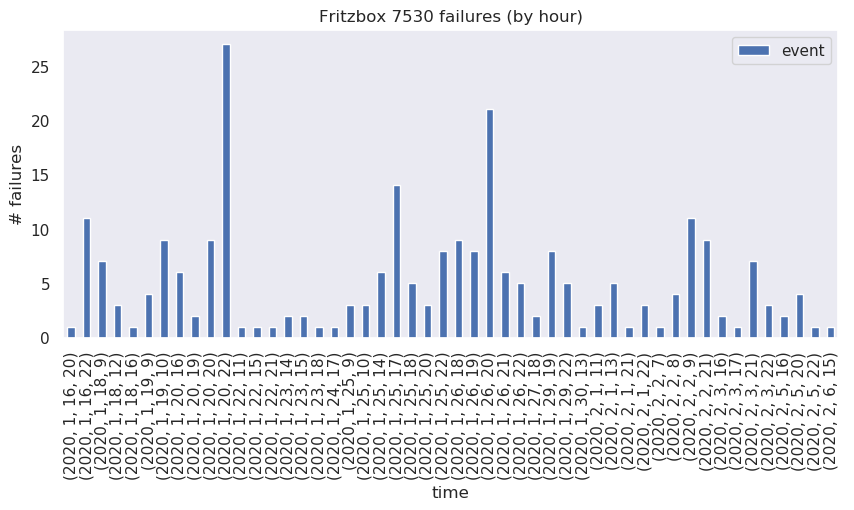 Fritzbox 7530 failures (by hour)
event
# failures
25
20
15
10
5
0
(2020, 1, 16, 20)
(2020, 1, 16, 22)
(2020, 1, 18, 9)
(2020, 1, 18, 12)
(2020, 1, 18, 16)
(2020, 1, 19, 9)
(2020, 1, 19, 10)
(2020, 1, 20, 16)
(2020, 1, 20, 19)
(2020, 1, 20, 20)
(2020, 1, 20, 22)
(2020, 1, 22, 11)
(2020, 1, 22, 15)
(2020, 1, 22, 21)
(2020, 1, 23, 14)
(2020, 1, 23, 15)
(2020, 1, 23, 18)
(2020, 1, 24, 17)
(2020, 1, 25, 9)
(2020, 1, 25, 10)
(2020, 1, 25, 14)
(2020, 1, 25, 17)
(2020, 1, 25, 18)
(2020, 1, 25, 20)
(2020, 1, 25, 22)
(2020, 1, 26, 18)
(2020, 1, 26, 19)
(2020, 1, 26, 20)
(2020, 1, 26, 21)
(2020, 1, 26, 22)
(2020, 1, 27, 18)
(2020, 1, 29, 19)
(2020, 1, 29, 22)
(2020, 1, 30, 13)
(2020, 2, 1, 11)
(2020, 2, 1, 13)
(2020, 2, 1, 21)
(2020, 2, 1, 22)
(2020, 2, 2, 7)
(2020, 2, 2, 8)
(2020, 2, 2, 9)
(2020, 2, 2, 21)
(2020, 2, 3, 16)
(2020, 2, 3, 17)
(2020, 2, 3, 21)
(2020, 2, 3, 22)
(2020, 2, 5, 16)
(2020, 2, 5, 20)
(2020, 2, 5, 22)
(2020, 2, 6, 15)
time